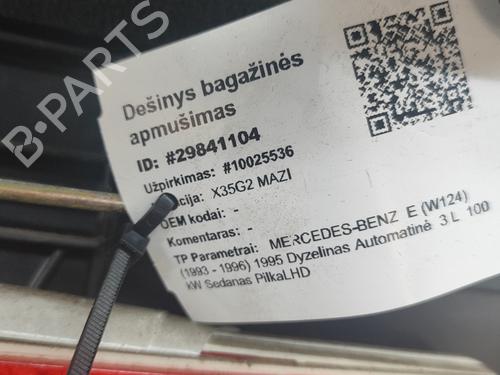 B-PARTS
Dešinys bagažinės
apmušimas
ID: #29841104
Užpirkimas: #10025536
cija: X35G2 MAZI
OEM kodai: -
Komentaras: -
TP Parametrai: MERCEDES-BENZ E (W124)
(1993 - 1996) 1995 Dyzelinas Automatinė 3 L 100
kW Sedanas PilkaLHD